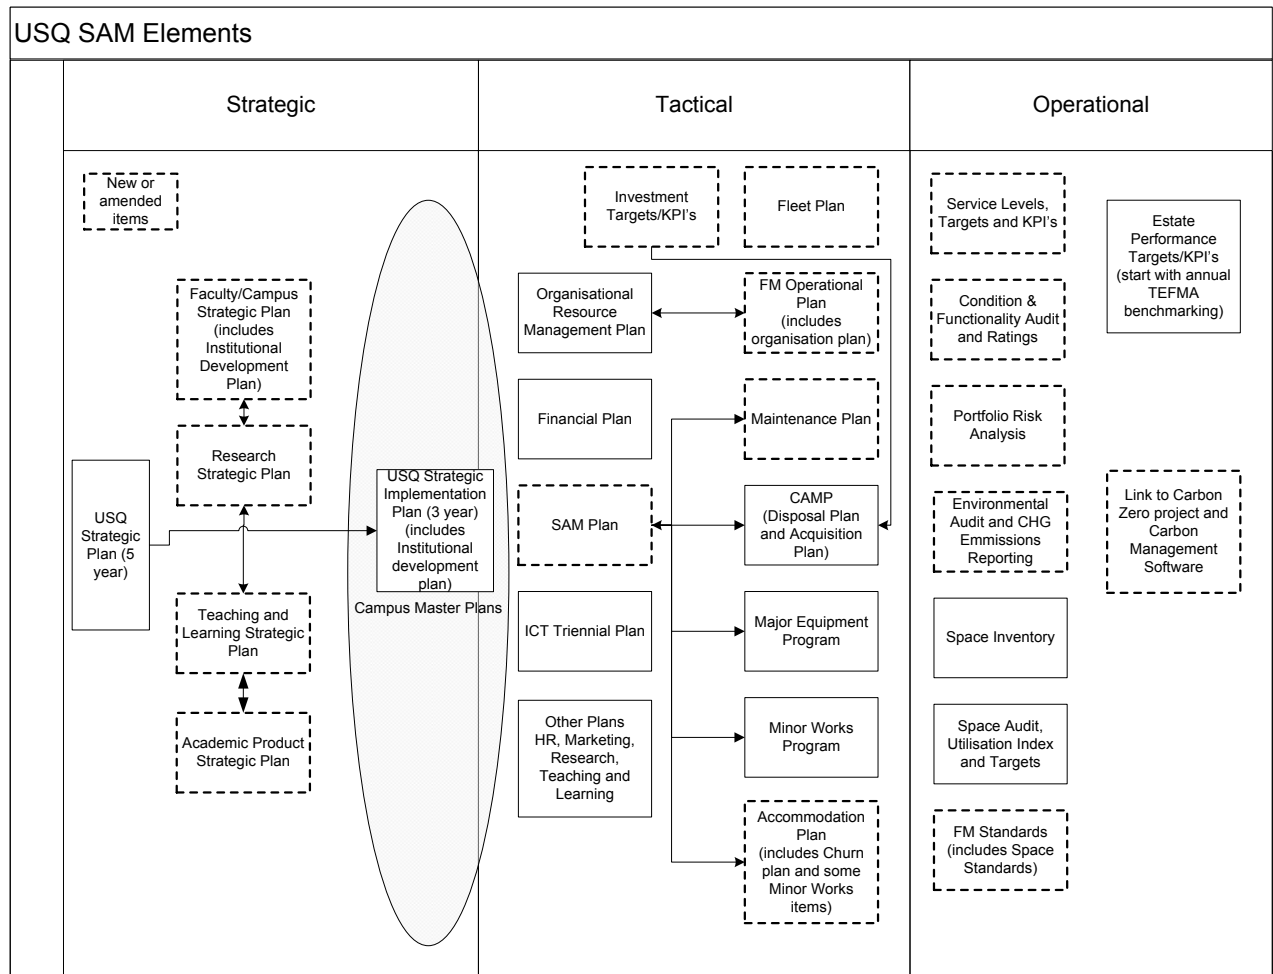 USQ SAM Elements
Strategic
Tactical
Operational
New or
amended
items
Faculty/Campus
Strategic Plan
(includes
Institutional
Development
Plan)
Research
Strategic Plan
USQ
Strategic
Plan (5
year)
Teaching and
Learning Strategic
Plan
Academic Product
Strategic Plan
USQ Strategic
Implementation
Plan (3 year)
(includes
Institutional
development
plan)
Campus Master Plans
Investment
Targets/KPI's
Fleet Plan
Organisational
Resource
Management Plan
FM Operational
Plan
(includes
organisation plan)
Financial Plan
Maintenance Plan
SAM Plan
CAMP
(Disposal Plan
and Acquisition
Plan)
ICT Triennial Plan
Major Equipment
Program
Other Plans
HR, Marketing,
Research,
Teaching and
Learning
Minor Works
Program
Accommodation
Plan
(includes Churn
plan and some
Minor Works
items)
Service Levels,
Targets and KPI's
Estate
Performance
Targets/KPI's
(start with annual
TEFMA
benchmarking)
Condition &
Functionality Audit
and Ratings
Portfolio Risk
Analysis
Environmental
Audit and CHG
Emmissions
Reporting
Link to Carbon
Zero project and
Carbon
Management
Software
Space Inventory
Space Audit,
Utilisation Index
and Targets
FM Standards
(includes Space
Standards)